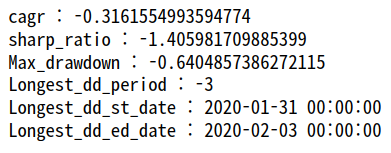 cagr : -0.3161554993594774
sharp_ratio : -1.405981709885399
Max_drawdown : -0.6404857386272115
Longest_dd_period : -3
Longest_dd_st_date : 2020-01-31 00:00:00
Longest_dd_ed_date : 2020-02-03 00:00:00